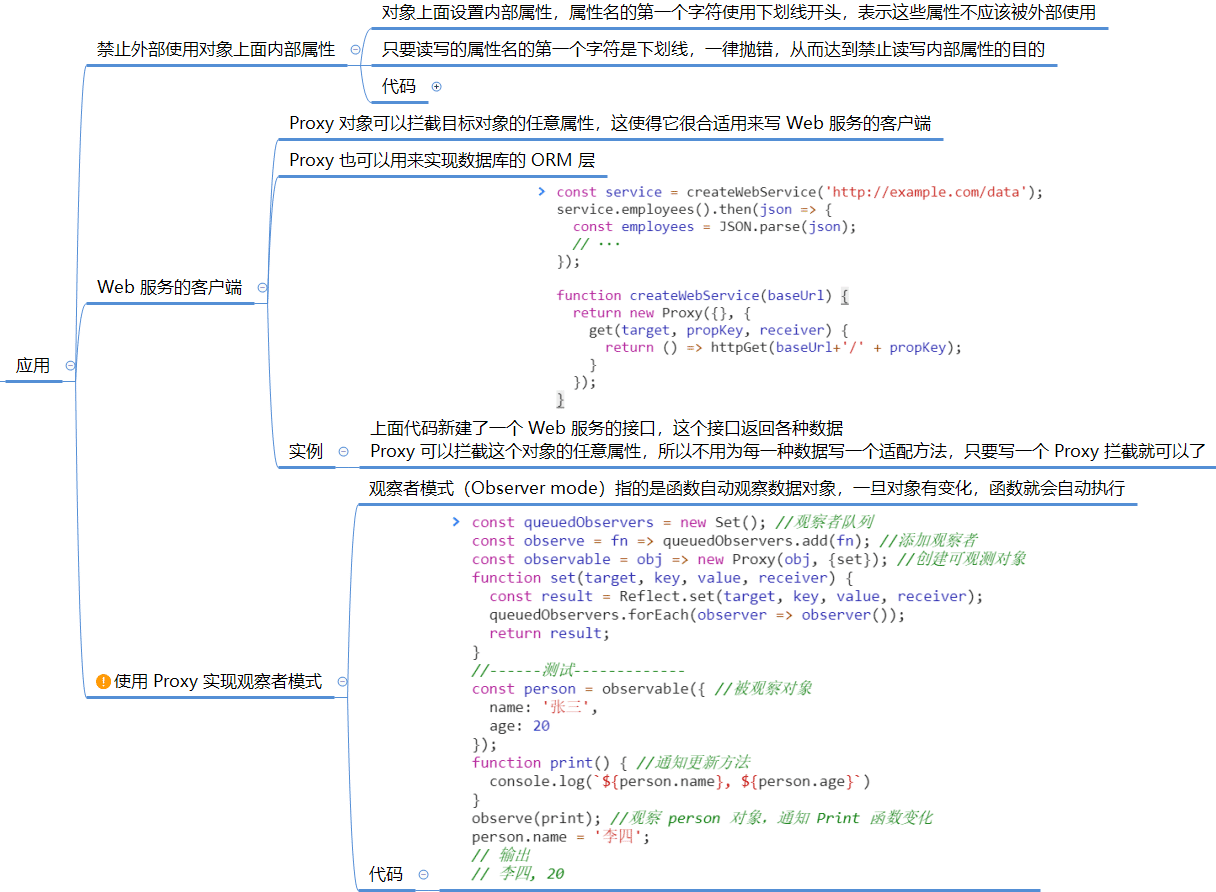 应用
禁止外部使用对象上面内部属性
对象上面设置内部属性，属性名的第一个字符使用下划线开头，表示这些属性不应该被外部使用
只要读写的属性名的第一个字符是下划线，一律抛错，从而达到禁止读写内部属性的目的
代码
Web 服务的客户端
Proxy 对象可以拦截目标对象的任意属性，这使得它很合适用来写 Web 服务的客户端
Proxy 也可以用来实现数据库的 ORM 层
const service = createWebService('http://example.com/data');
service.employees().then(json => {
  const employees = JSON.parse(json);
  // ···
});

function createWebService(baseUrl) {
  return new Proxy({}, {
    get(target, propKey, receiver) {
      return () => httpGet(baseUrl+'/' + propKey);
    }
  });
}
实例
上面代码新建了一个 Web 服务的接口，这个接口返回各种数据
Proxy 可以拦截这个对象的任意属性，所以不用为每一种数据写一个适配方法，只要写一个 Proxy 拦截就可以了
使用 Proxy 实现观察者模式
观察者模式（Observer mode）指的是函数自动观察数据对象，一旦对象有变化，函数就会自动执行
const queuedObservers = new Set(); //观察者队列
const observe = fn => queuedObservers.add(fn); //添加观察者
const observable = obj => new Proxy(obj, {set}); //创建可观测对象
function set(target, key, value, receiver) {
  const result = Reflect.set(target, key, value, receiver);
  queuedObservers.forEach(observer => observer());
  return result;
}
//------测试-------------
const person = observable({ //被观察对象
  name: '张三',
  age: 20
});
function print() { //通知更新方法
  console.log(`${person.name}, ${person.age}`)
}
observe(print); //观察 person 对象，通知 Print 函数变化
person.name = '李四';
// 输出
// 李四, 20
代码